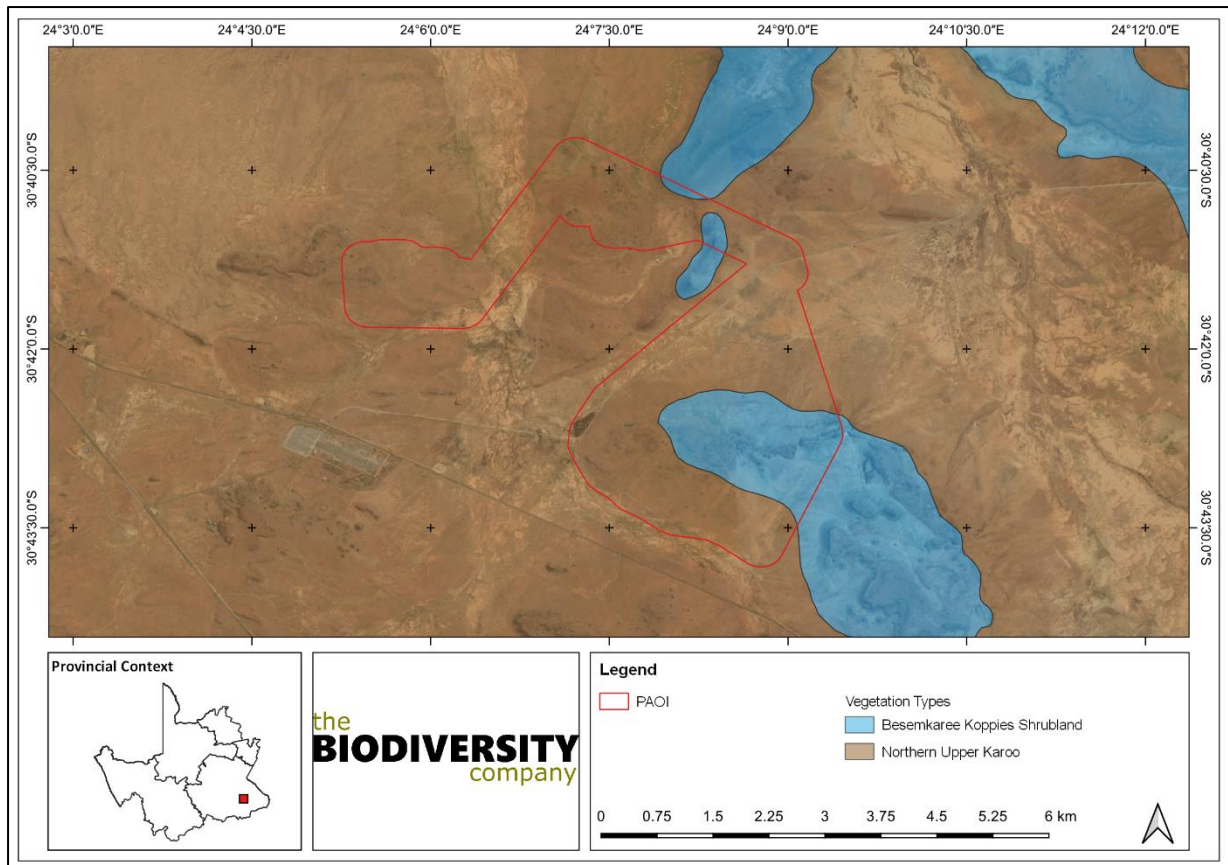 24°3'0.0"E 24°4'30.0"E 24°6'0.0"E 24°7'30.0"E 24°9'0.0"E 24°10'30.0"E 24°12'0.0"E
30°40'30.0"S 30°40'30.0"S
30°42'0.0"S 30°42'0.0"S
30°43'30.0"S 30°43'30.0"S
Provincial Context
the
BIODIVERSITY
company
Legend
PAOI
Vegetation Types
Besemkaree Koppies Shrubland
Northern Upper Karoo
0 0.75 1.5 2.25 3 3.75 4.5 5.25 6 km